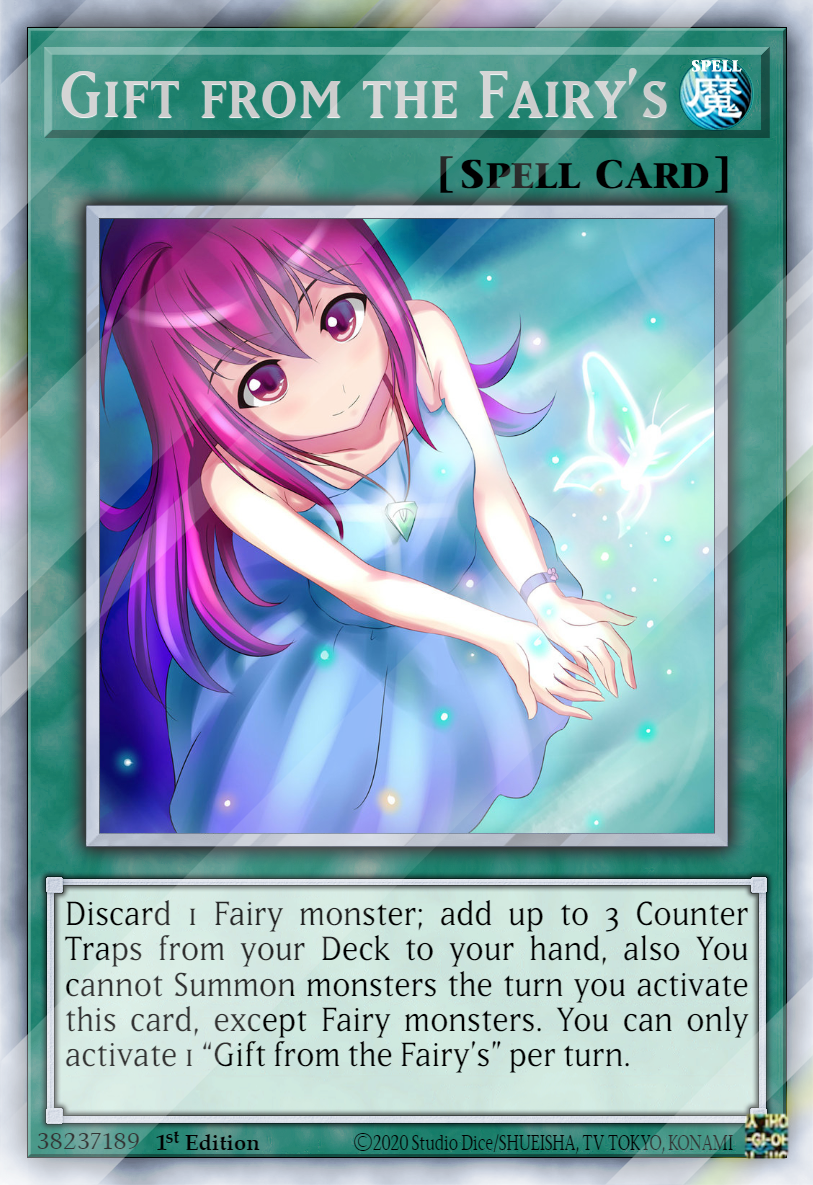 Gift from the Fairy's
SPELL
魔
[Spell Card]
Discard 1 Fairy monster; add up to 3 Counter
Traps from your Deck to your hand, also You
cannot Summon monsters the turn you activate
this card, except Fairy monsters. You can only
activate 1 “Gift from the Fairy’s” per turn.
38237189 1st Edition ©2020 Studio Dice/SHUEISHA, TV TOKYO, KONAMI